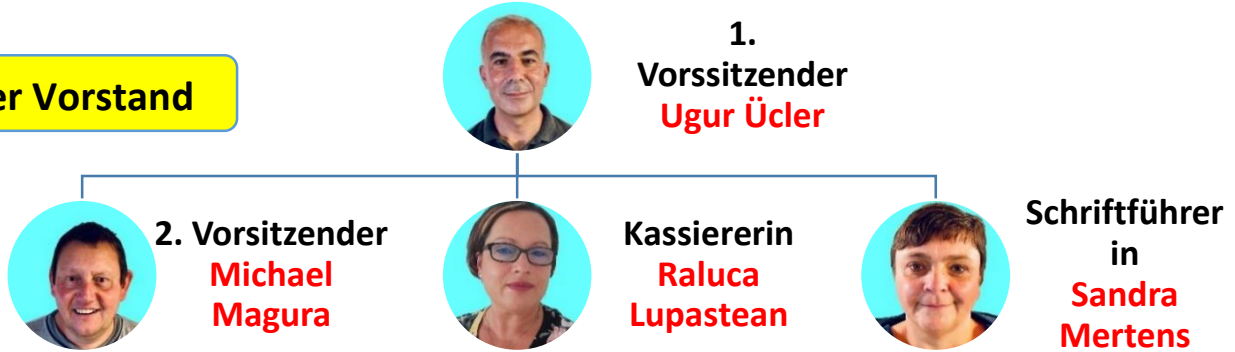 er Vorstand
1.
Vorssitzender
Ugur Ücler
2. Vorsitzender
Michael
Magura
Kassiererin
Raluca
Lupastean
Schriftführer
in
Sandra
Mertens